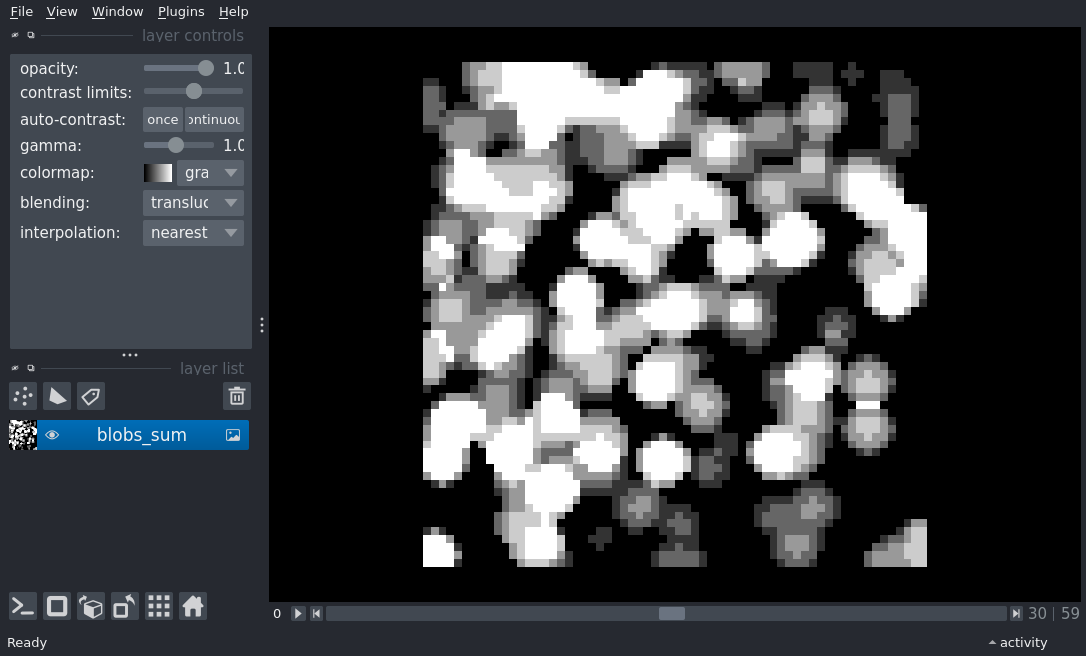 File View Window Plugins Help
layer controls
opacity: 1.0
contrast limits:
auto-contrast: once ontinuou
gamma: 1.0
colormap: gra
blending: transluc
interpolation: nearest
layer list
blobs_sum
0 30 | 59
Ready activity